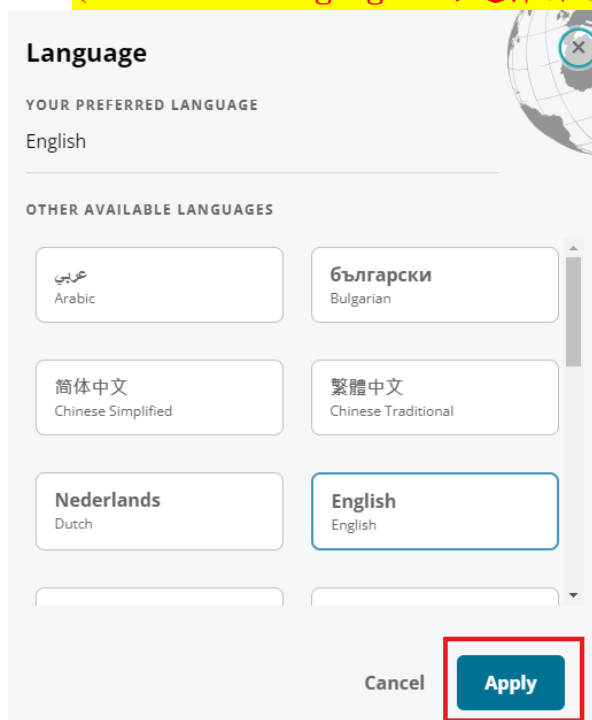 Language
YOUR PREFERRED LANGUAGE
English
OTHER AVAILABLE LANGUAGES
عربي
Arabic
български
Bulgarian
简体中文
Chinese Simplified
繁體中文
Chinese Traditional
Nederlands
Dutch
English
English
Cancel
Apply